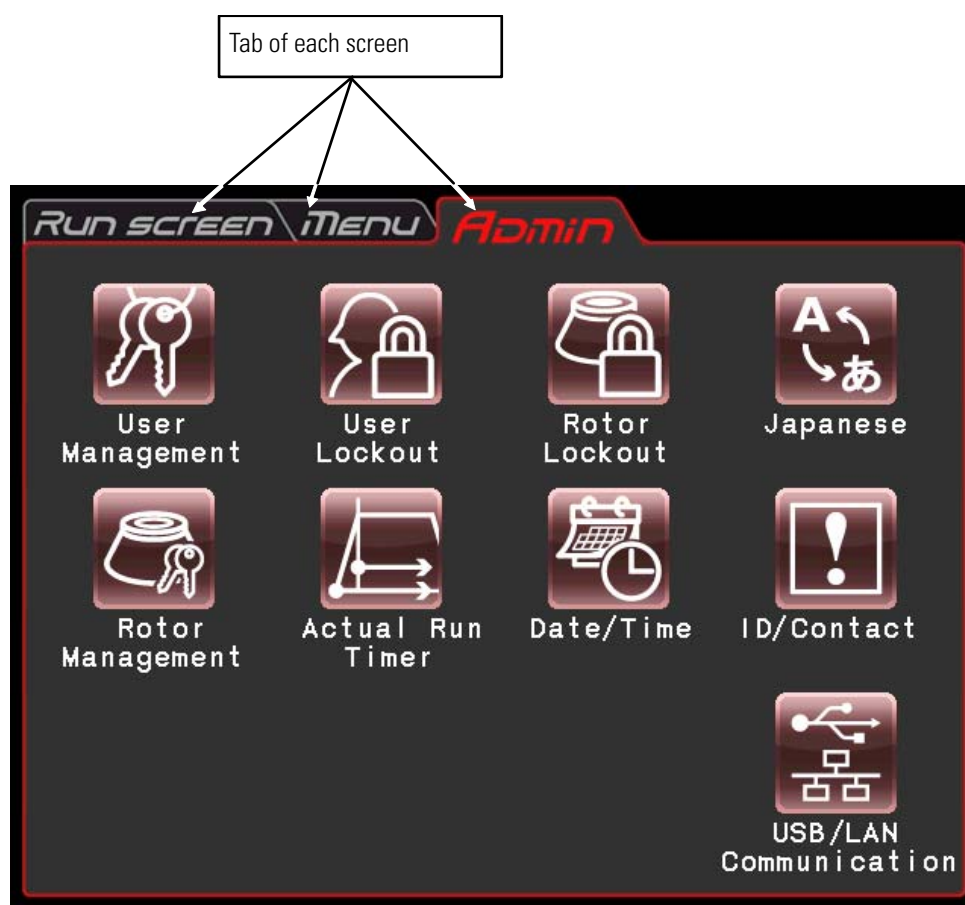 Tab of each screen
Run screen Menu Admin
User Management
User Lockout
Rotor Lockout
A
あ
Japanese
Rotor Management
Actual Run Timer
Date/Time
!
ID/Contact
USB/LAN Communication